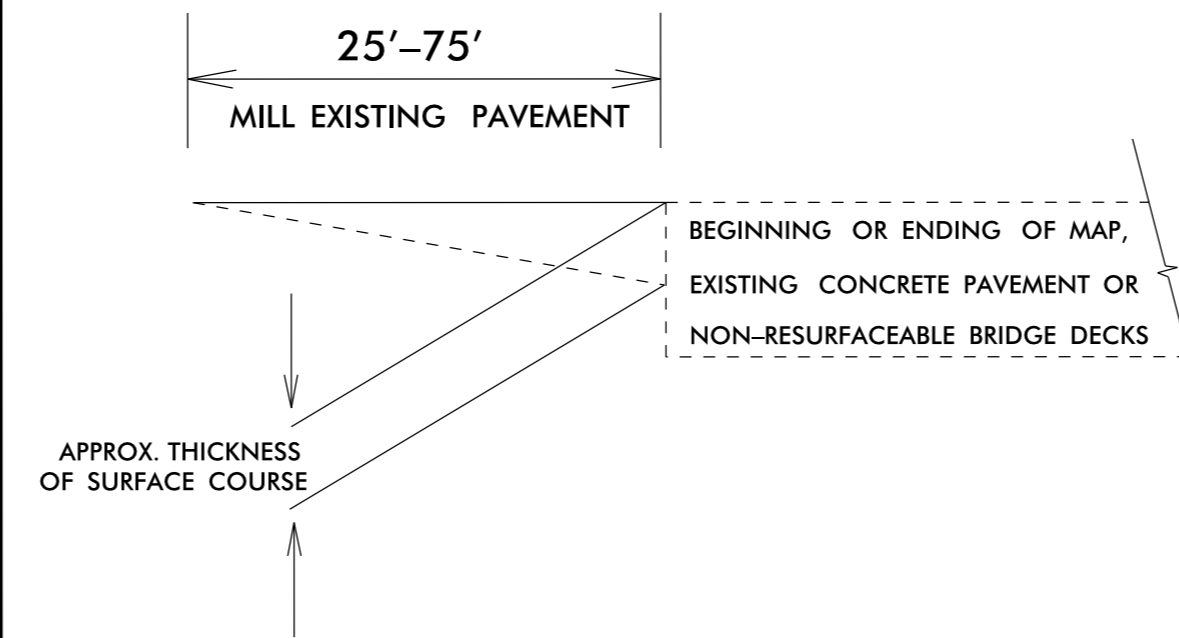 25'–75'
MILL EXISTING PAVEMENT
BEGINNING OR ENDING OF MAP,
EXISTING CONCRETE PAVEMENT OR
NON–RESURFACEABLE BRIDGE DECKS
APPROX. THICKNESS
OF SURFACE COURSE